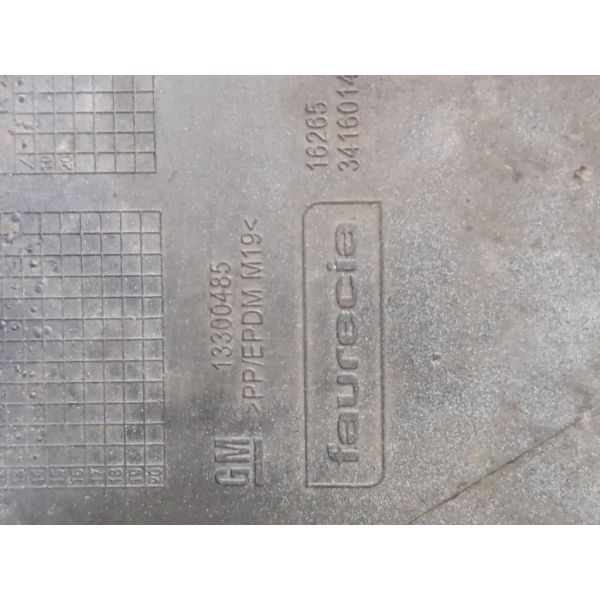 16265
3416014
13300485
>PP/EPDM M19<
GM
faurecia